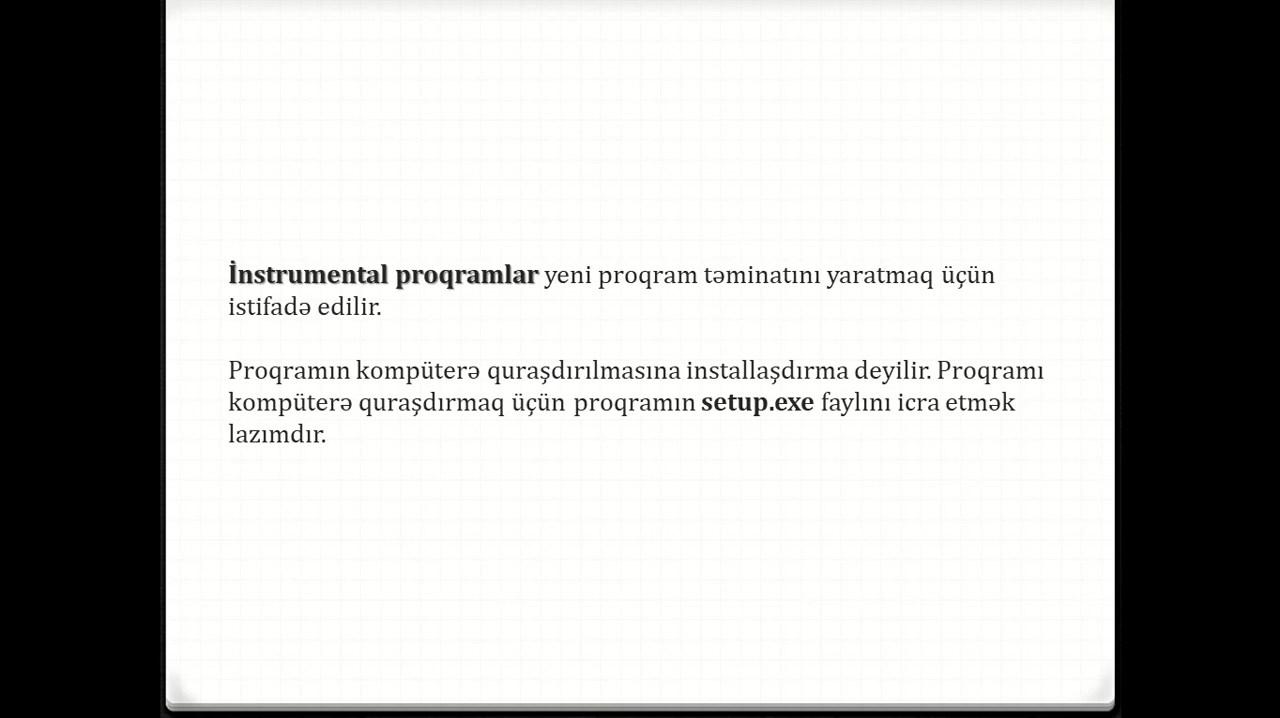 İnstrumental proqramlar yeni proqram təminatını yaratmaq üçün
istifadə edilir.
Proqramın kompüterə quraşdırılmasına installaşdırma deyilir. Proqramı
kompüterə quraşdırmaq üçün proqramın setup.exe faylını icra etmək
lazımdır.